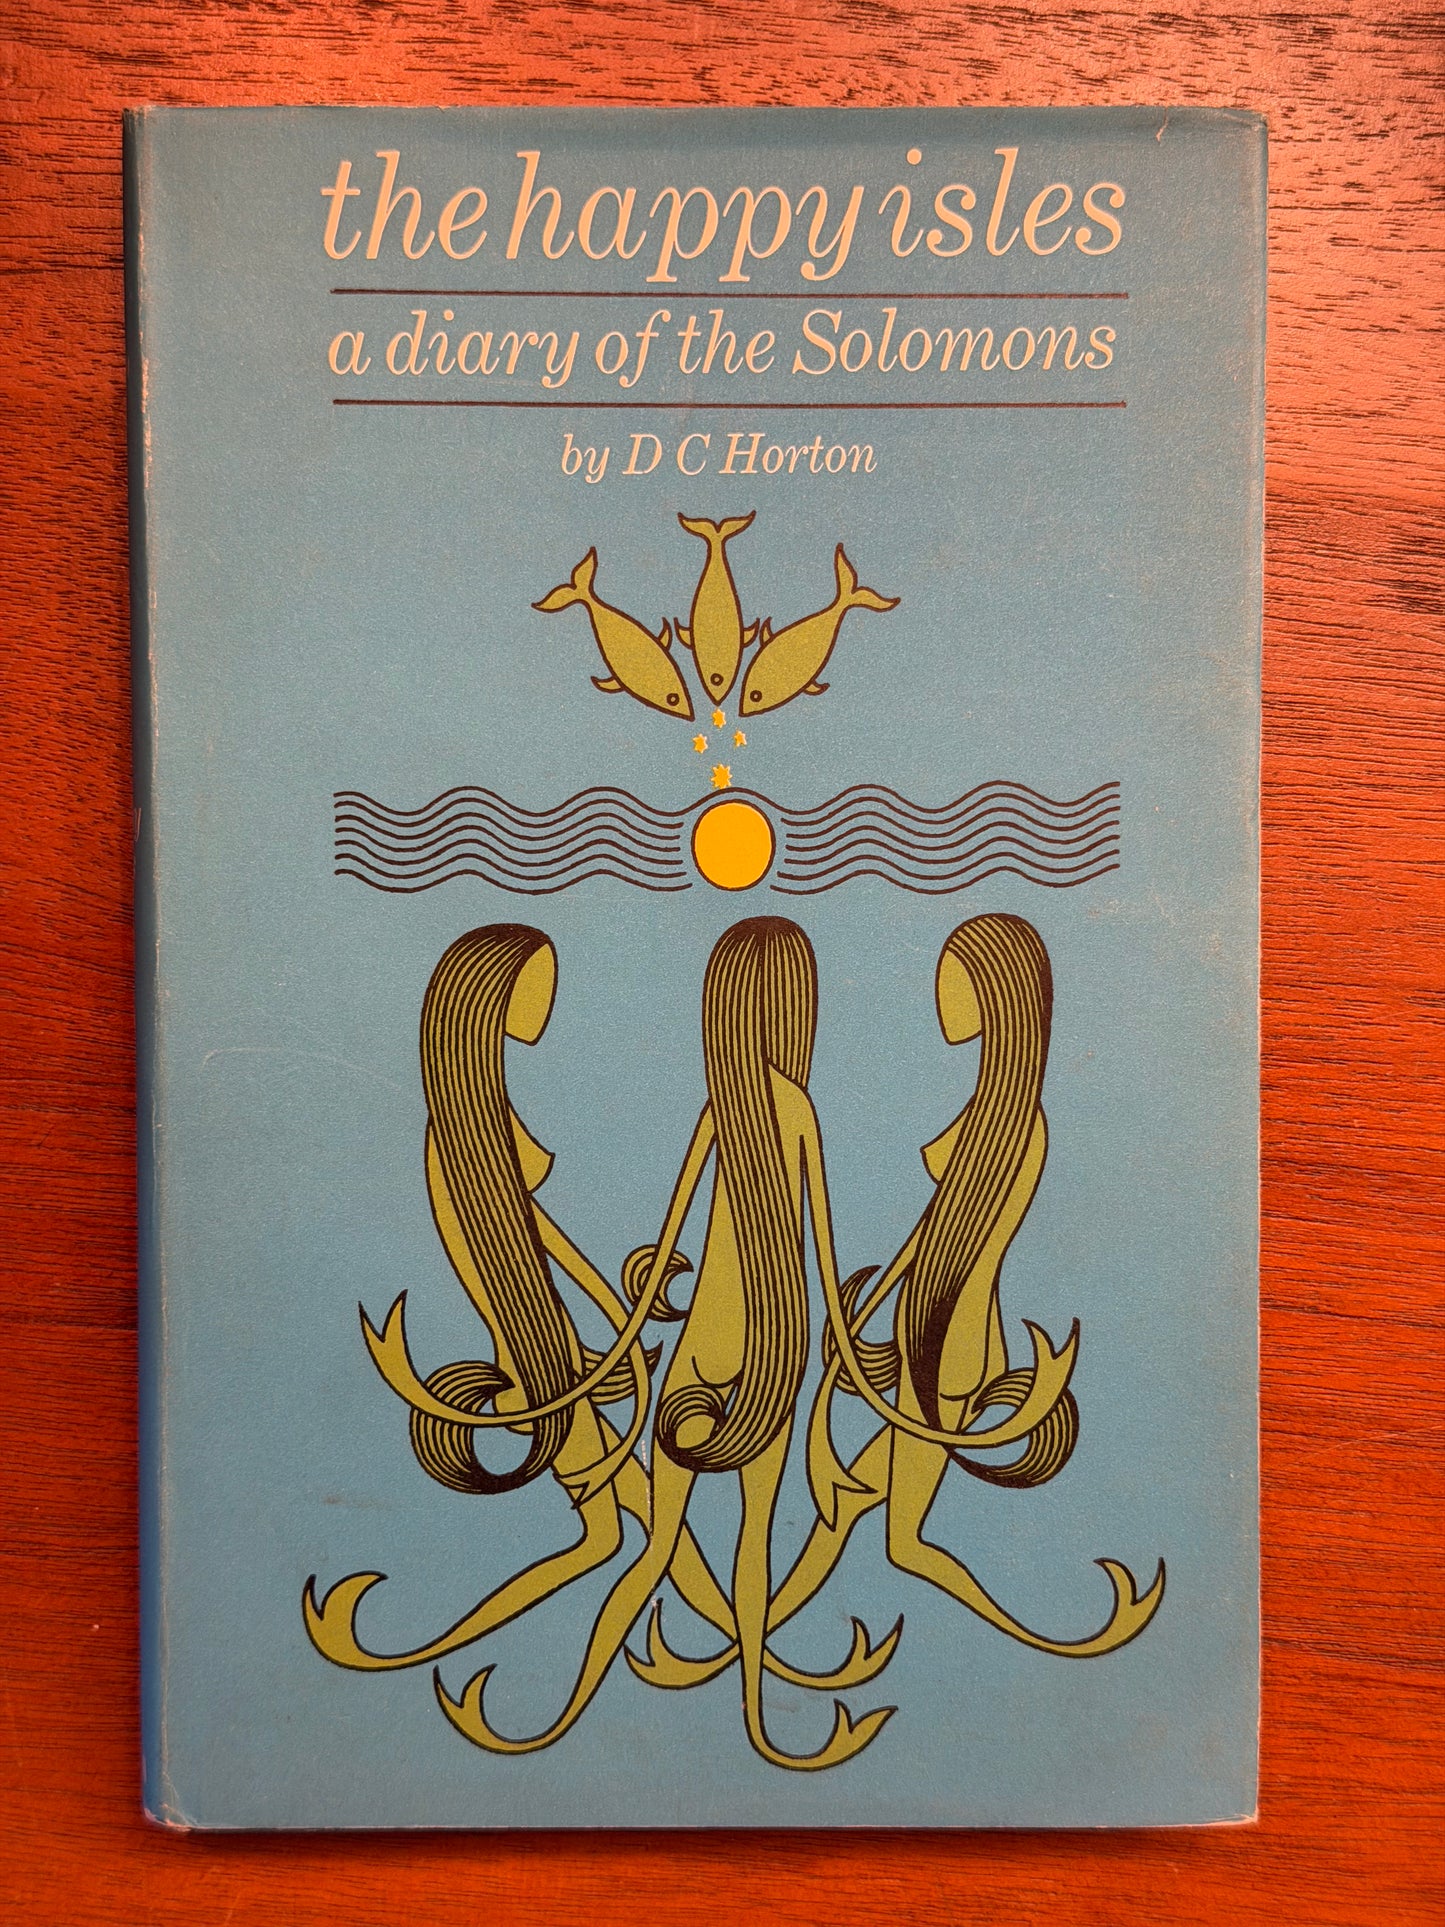 the happy isles
a diary of the Solomons
by D C Horton